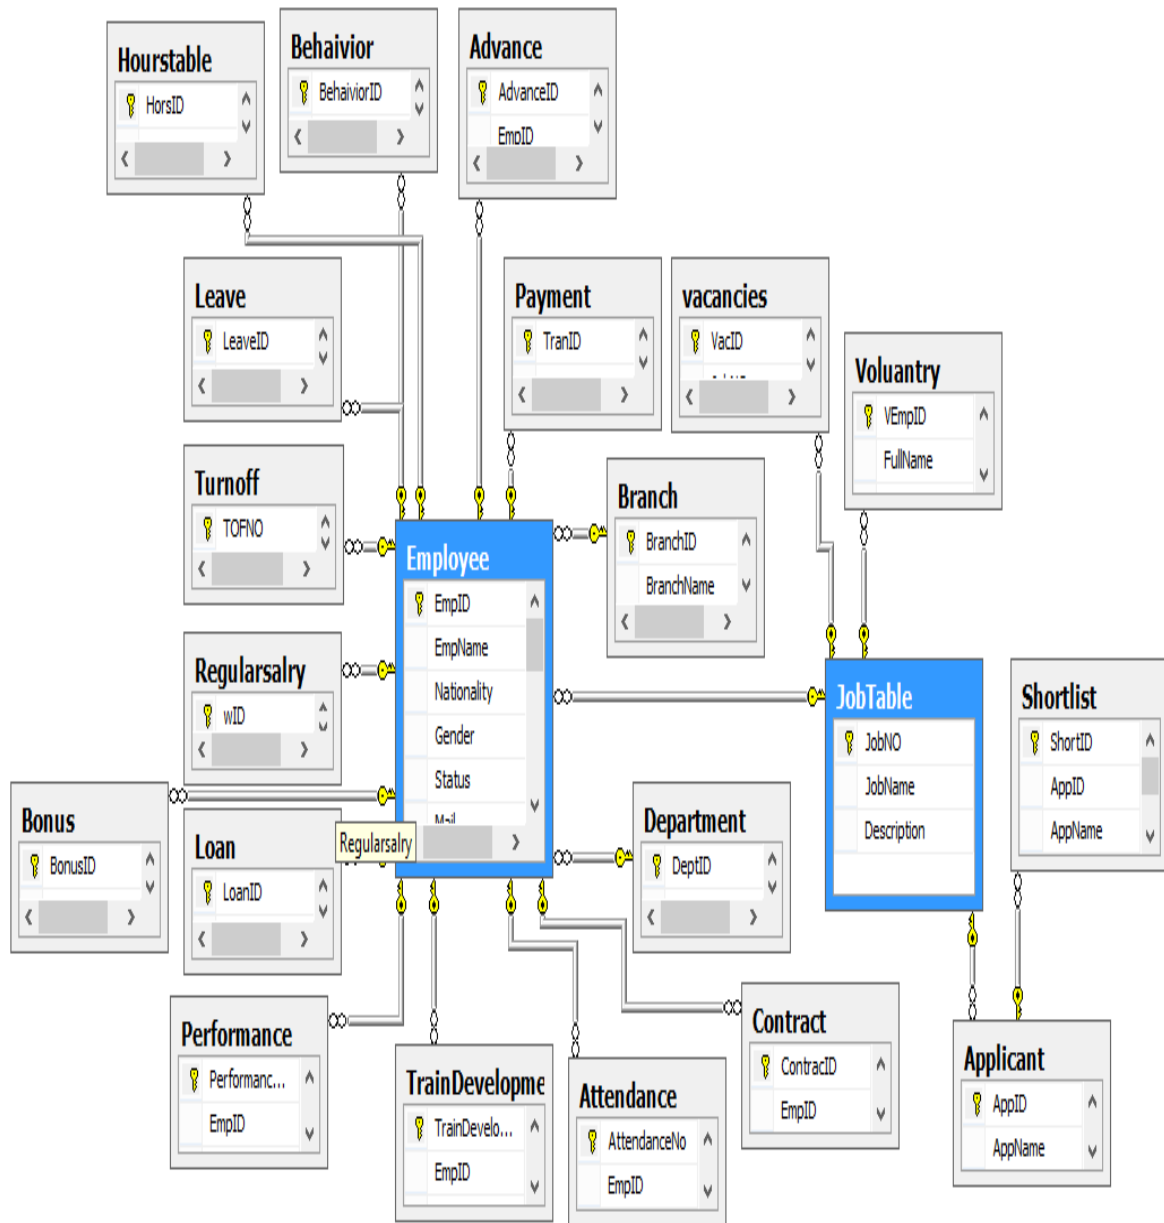 Hourstable
HorsID
Behaivior
BehaiviorID
Advance
AdvanceID
EmpID
Leave
LeaveID
Payment
TranID
vacancies
VacID
Voluantry
VEmpID
FullName
Turnoff
TOFNO
Employee
EmpID
EmpName
Nationality
Gender
Status
Mail
Branch
BranchID
BranchName
Regularsalry
wID
JobTable
JobNO
JobName
Description
Shortlist
ShortID
AppID
AppName
Bonus
BonusID
Loan
LoanID
Regularsalry
Department
DeptID
Performance
Performanc...
EmpID
TrainDevelopme
TrainDevelo...
EmpID
Attendance
AttendanceNo
EmpID
Contract
ContracID
EmpID
Applicant
AppID
AppName